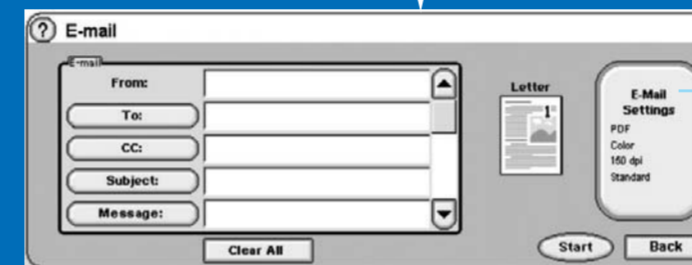 ? E-mail
E-mail
From:
To:
CC:
Subject:
Message:
Clear All
Letter
1
E-Mail
Settings
PDF
Color
150 dpi
Standard
Start
Back